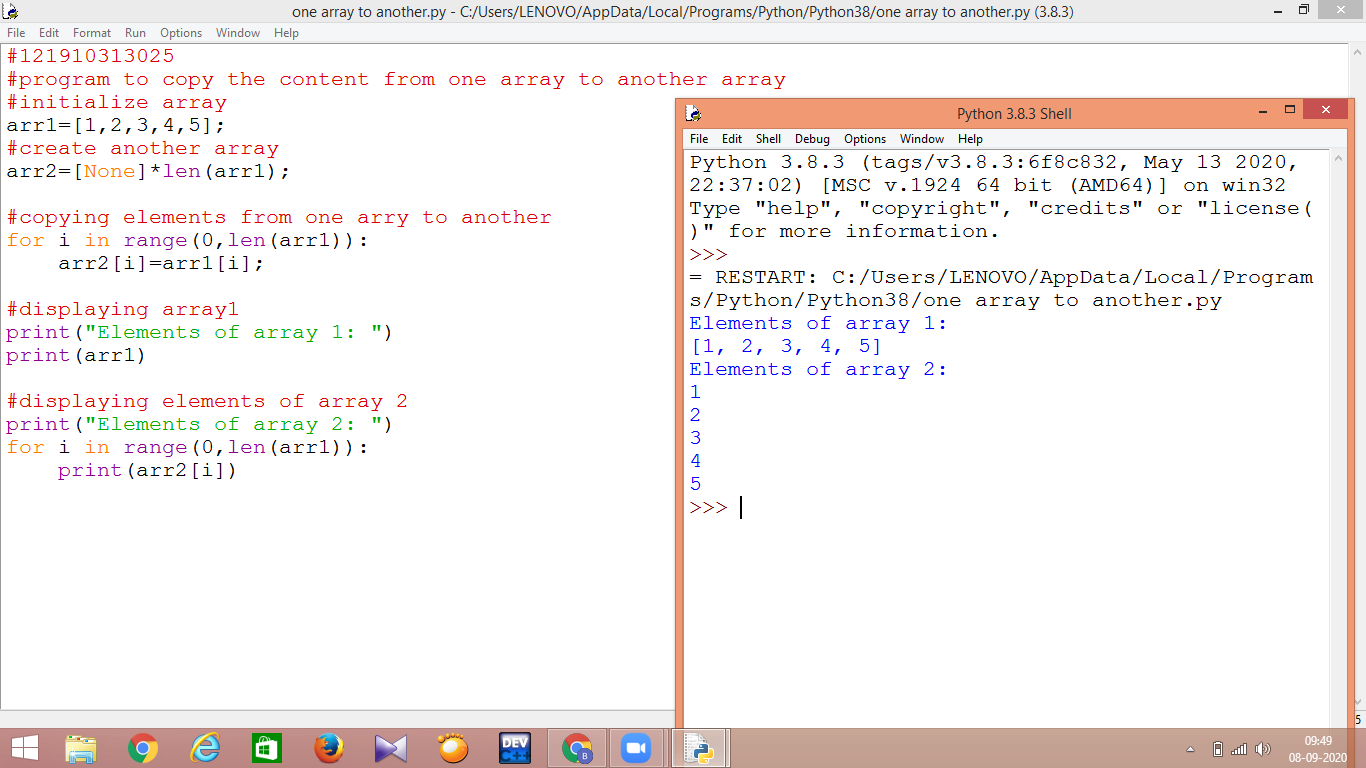 one array to another.py - C:/Users/LENOVO/AppData/Local/Programs/Python/Python38/one array to another.py (3.8.3)
File Edit Format Run Options Window Help
#121910313025
#program to copy the content from one array to another array
#initialize array
arr1=[1,2,3,4,5];
#create another array
arr2=[None]*len(arr1);
#copying elements from one arry to another
for i in range(0,len(arr1)):
    arr2[i]=arr1[i];
#displaying array1
print("Elements of array 1: ")
print(arr1)
#displaying elements of array 2
print("Elements of array 2: ")
for i in range(0,len(arr1)):
    print(arr2[i])
Python 3.8.3 Shell
File Edit Shell Debug Options Window Help
Python 3.8.3 (tags/v3.8.3:6f8c832, May 13 2020,
22:37:02) [MSC v.1924 64 bit (AMD64)] on win32
Type "help", "copyright", "credits" or "license(
)" for more information.
>>>
= RESTART: C:/Users/LENOVO/AppData/Local/Program
s/Python/Python38/one array to another.py
Elements of array 1:
[1, 2, 3, 4, 5]
Elements of array 2:
1
2
3
4
5
>>>
5
DEV
C++
B
09:49
08-09-2020